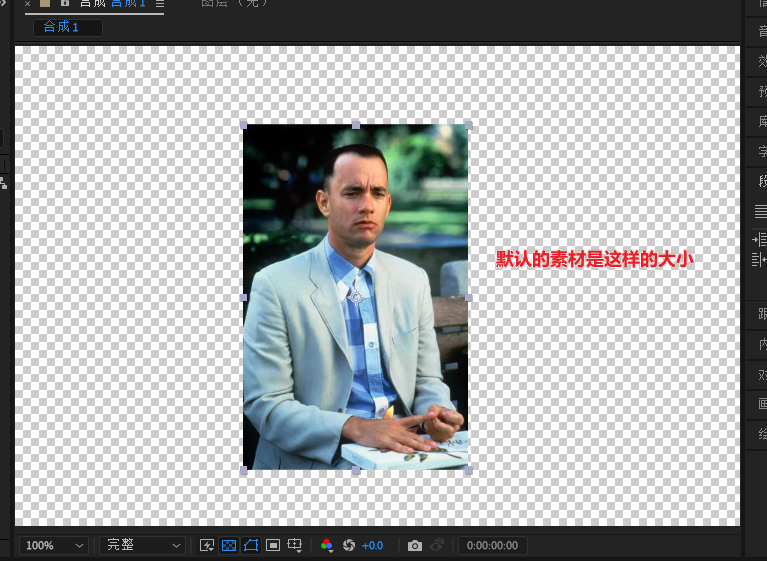 合成 合成 1
图层（无）
合成 1
音
效
预
库
字
段
默认的素材是这样的大小
跟
内
对
画
绘
100%
完整
+0.0
0:00:00:00